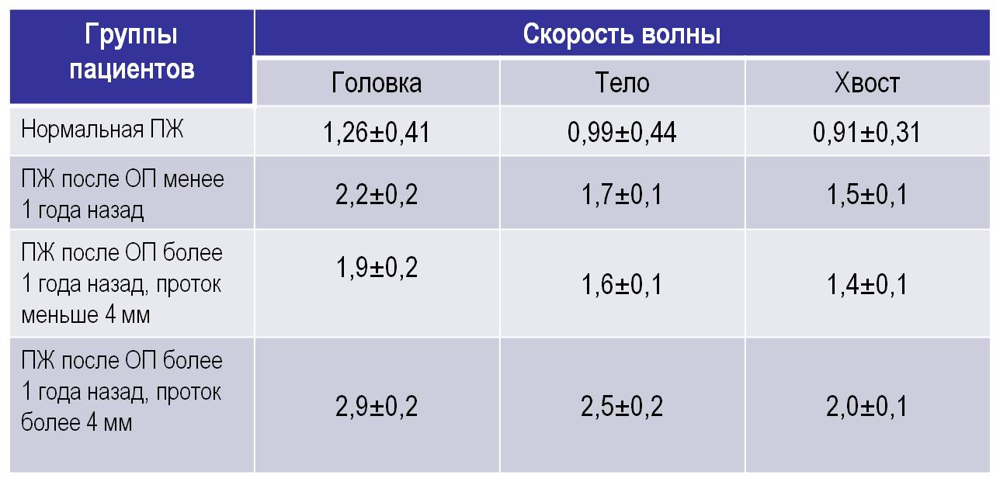 Группы
пациентов
Скорость волны
Головка
Тело
Хвост
Нормальная ПЖ
1,26±0,41
0,99±0,44
0,91±0,31
ПЖ после ОП менее
1 года назад
2,2±0,2
1,7±0,1
1,5±0,1
ПЖ после ОП более
1 года назад, проток
меньше 4 мм
1,9±0,2
1,6±0,1
1,4±0,1
ПЖ после ОП более
1 года назад, проток
более 4 мм
2,9±0,2
2,5±0,2
2,0±0,1